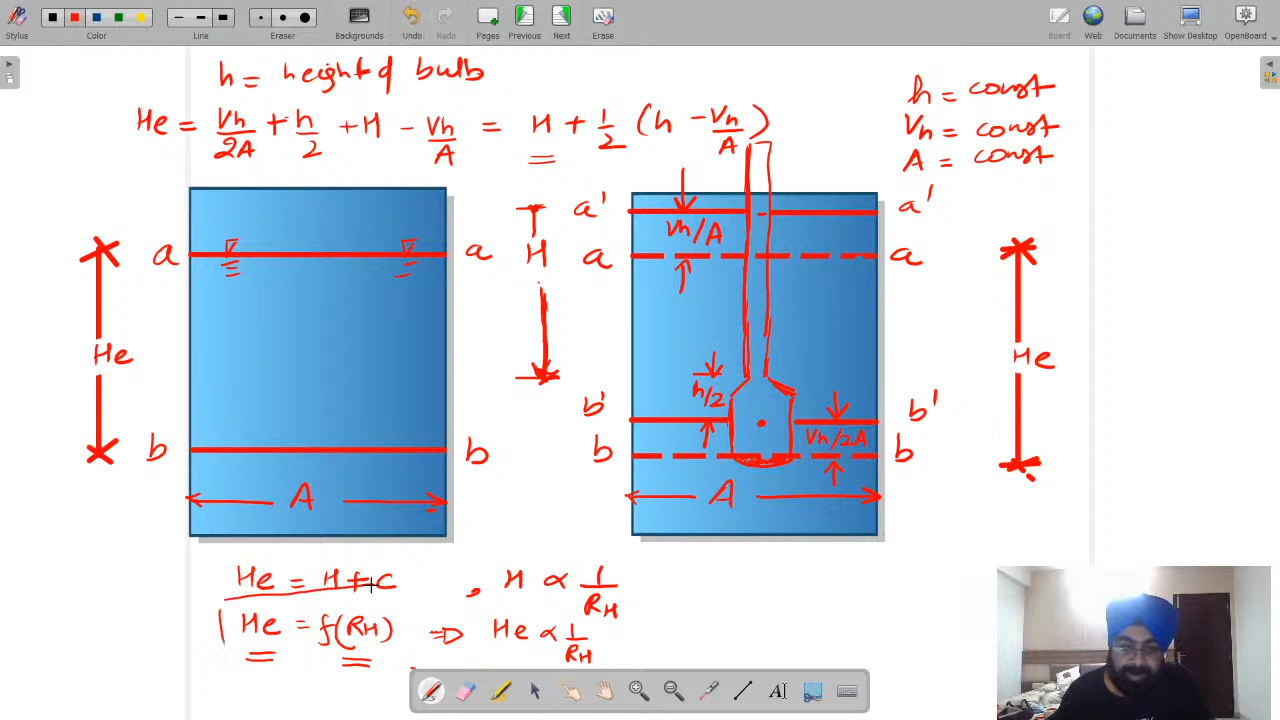 Stylus Color Line Eraser Backgrounds Undo Redo Pages Previous Next Erase Board Web Documents Show Desktop OpenBoard
h = height of bulb
He = Vh/2A + h/2 + H - Vh/A = H + 1/2 (h - Vh/A)
h = const
Vh = const
A = const
a a
He
b b
A
H
a' a'
Vh/A
a a
h/2
b' b'
Vh/2A
b b
He
A
He = H + C , H ∝ 1/RH
He = f(RH) ⇒ He ∝ 1/RH